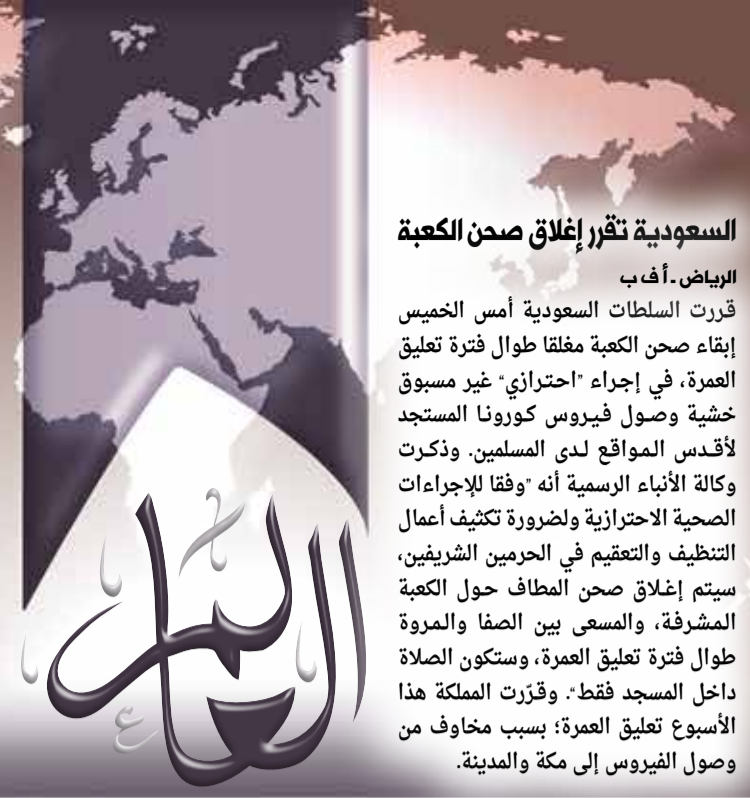 السعودية تقرر إغلاق صحن الكعبة
الرياض ـ أ ف ب
قررت السلطات السعودية أمس الخميس
إبقاء صحن الكعبة مغلقا طوال فترة تعليق
العمرة، في إجراء ”احترازي“ غير مسبوق
خشية وصول فيروس كورونا المستجد
لأقدس المواقع لدى المسلمين. وذكرت
وكالة الأنباء الرسمية أنه ”وفقا للإجراءات
الصحية الاحترازية ولضرورة تكثيف أعمال
التنظيف والتعقيم في الحرمين الشريفين،
سيتم إغلاق صحن المطاف حول الكعبة
المشرفة، والمسعى بين الصفا والمروة
طوال فترة تعليق العمرة، وستكون الصلاة
داخل المسجد فقط“. وقرّرت المملكة هذا
الأسبوع تعليق العمرة؛ بسبب مخاوف من
وصول الفيروس إلى مكة والمدينة.